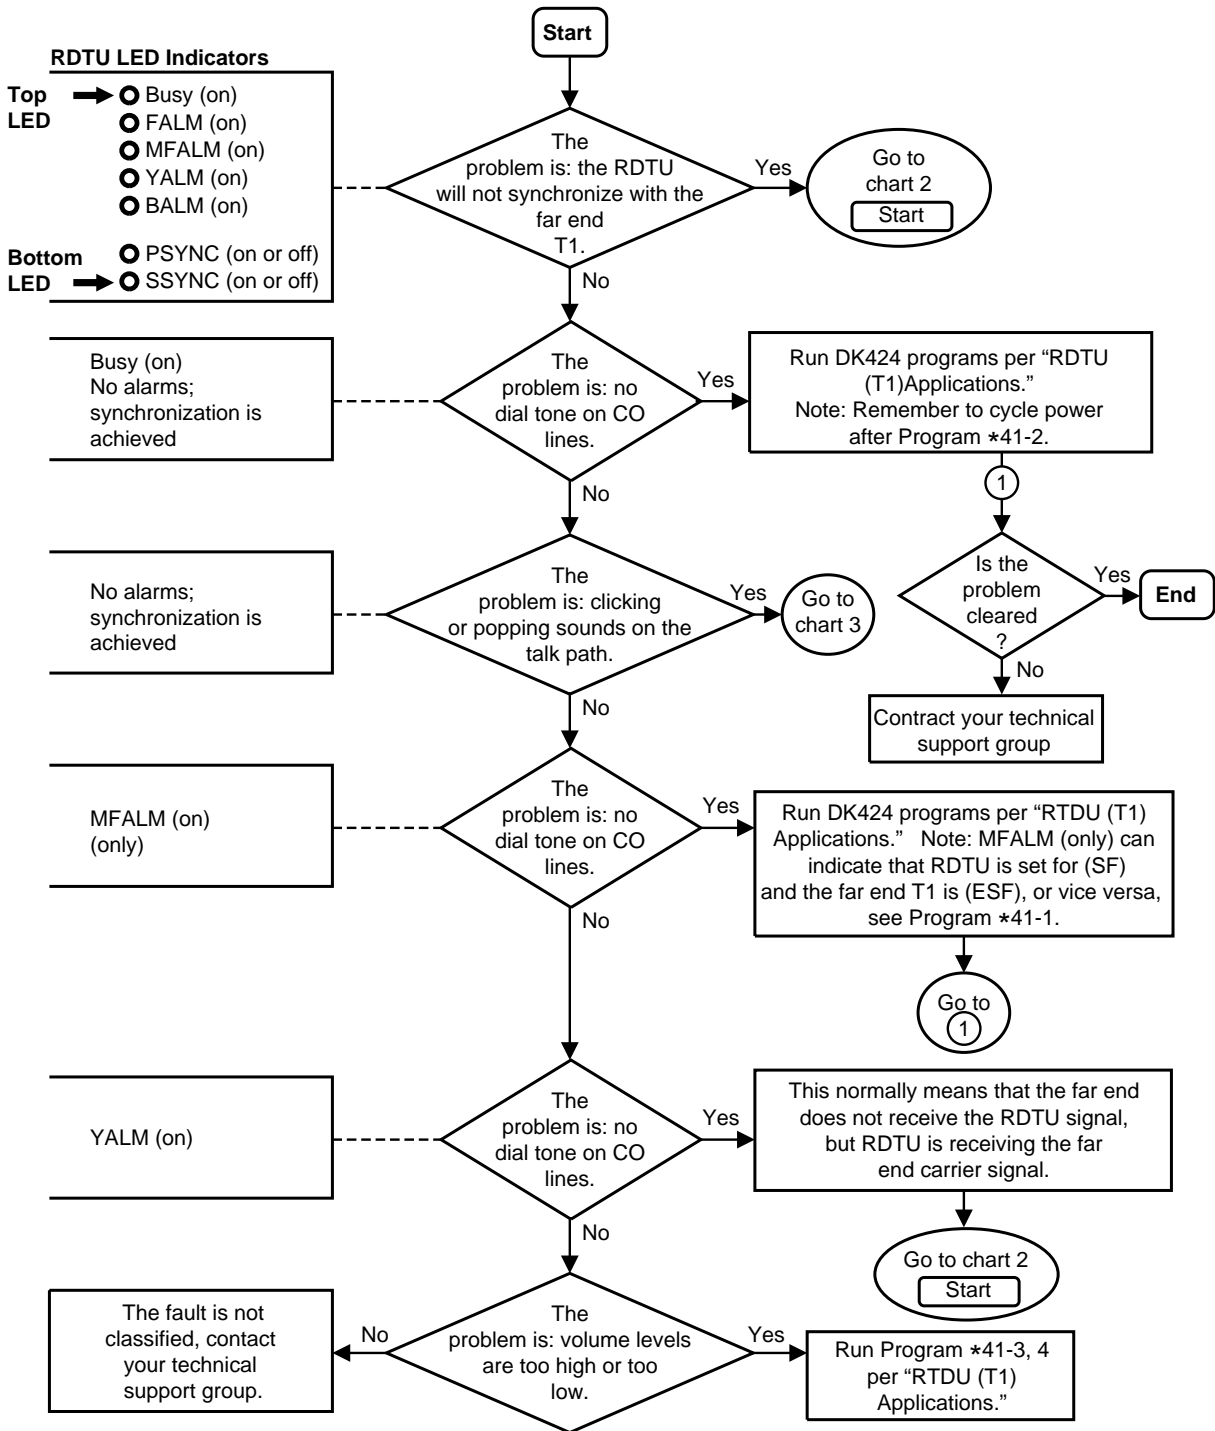 Start
RDTU LED Indicators
Top
LED
Busy (on)
FALM (on)
MFALM (on)
YALM (on)
BALM (on)
Bottom
LED
PSYNC (on or off)
SSYNC (on or off)
The
problem is: the RDTU
will not synchronize with the
far end
T1.
Yes
Go to
chart 2
Start
No
Busy (on)
No alarms;
synchronization is
achieved
The
problem is: no
dial tone on CO
lines.
Yes
Run DK424 programs per “RDTU
(T1)Applications.”
Note: Remember to cycle power
after Program *41-2.
1
No
Is the
problem
cleared
?
Yes
End
No
Contract your technical
support group
No alarms;
synchronization is
achieved
The
problem is: clicking
or popping sounds on the
talk path.
Yes
Go to
chart 3
No
MFALM (on)
(only)
The
problem is: no
dial tone on CO
lines.
Yes
Run DK424 programs per “RTDU (T1)
Applications.” Note: MFALM (only) can
indicate that RDTU is set for (SF)
and the far end T1 is (ESF), or vice versa,
see Program *41-1.
Go to
1
No
YALM (on)
The
problem is: no
dial tone on CO
lines.
Yes
This normally means that the far end
does not receive the RDTU signal,
but RDTU is receiving the far
end carrier signal.
Go to chart 2
Start
No
The
problem is: volume levels
are too high or too
low.
No
The fault is not
classified, contact
your technical
support group.
Yes
Run Program *41-3, 4
per “RTDU (T1)
Applications.”